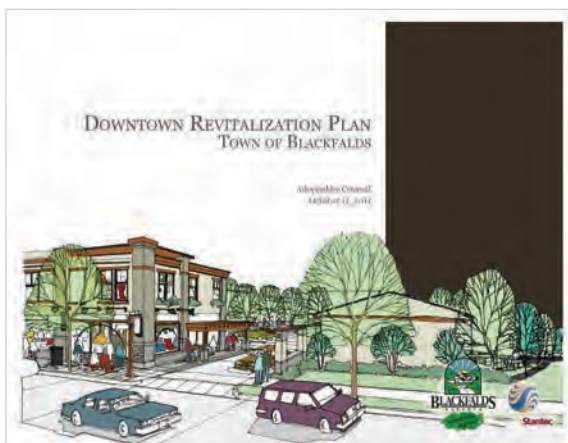 DOWNTOWN REVITALIZATION PLAN
TOWN OF BLACKFALDS
Council
BLACKFALDS
Stantec